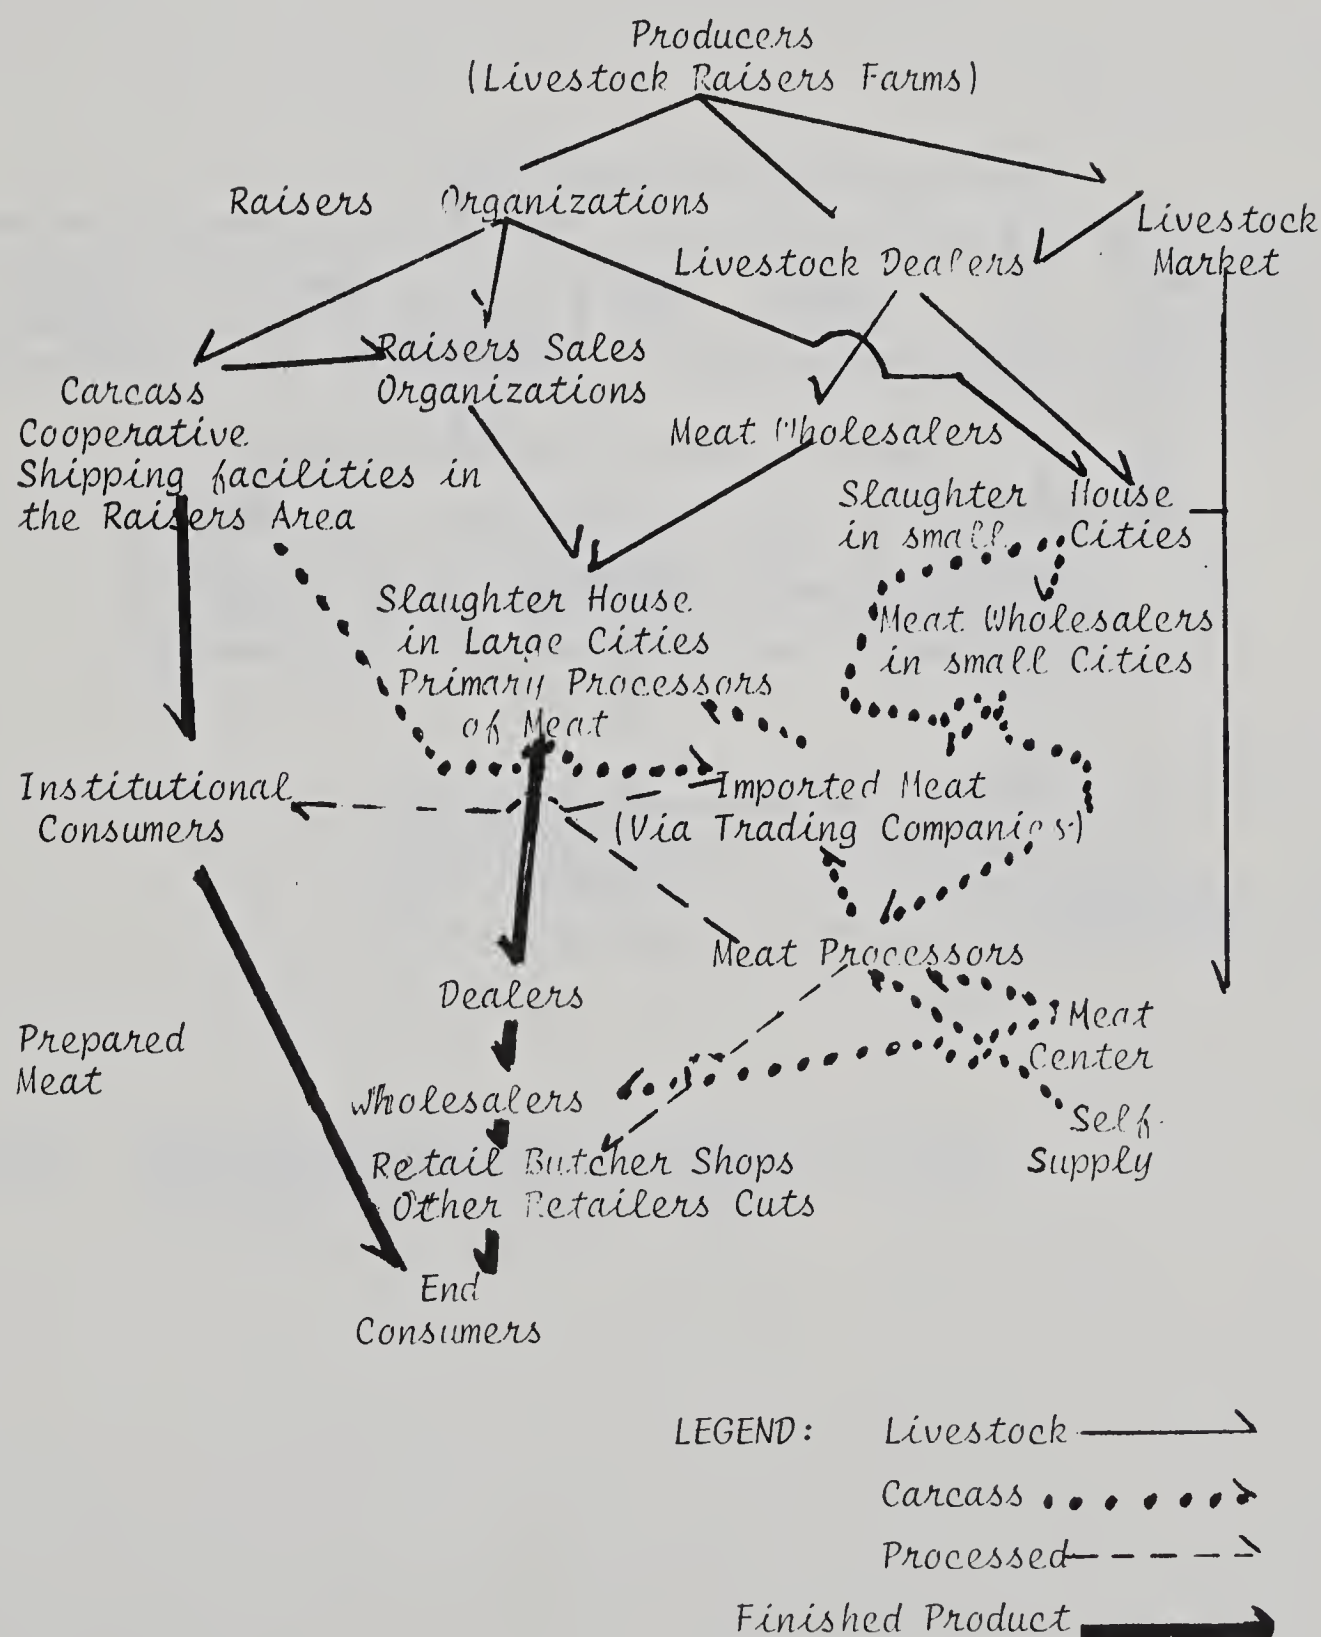 Producers
(Livestock Raisers Farms)
Raisers Organizations
Livestock Market
Livestock Dealers
Raisers Sales
Organizations
Carcass
Cooperative
Shipping facilities in
the Raisers Area
Meat Wholesalers
Slaughter House
in small Cities
Slaughter House
in Large Cities
Primary Processors
of Meat
Meat Wholesalers
in small Cities
Institutional
Consumers
Imported Meat
(Via Trading Companies)
Meat Processors
Dealers
Meat
Center
Prepared
Meat
Wholesalers
Self
Supply
Retail Butcher Shops
Other Retailers Cuts
End
Consumers
LEGEND: Livestock
Carcass
Processed
Finished Product